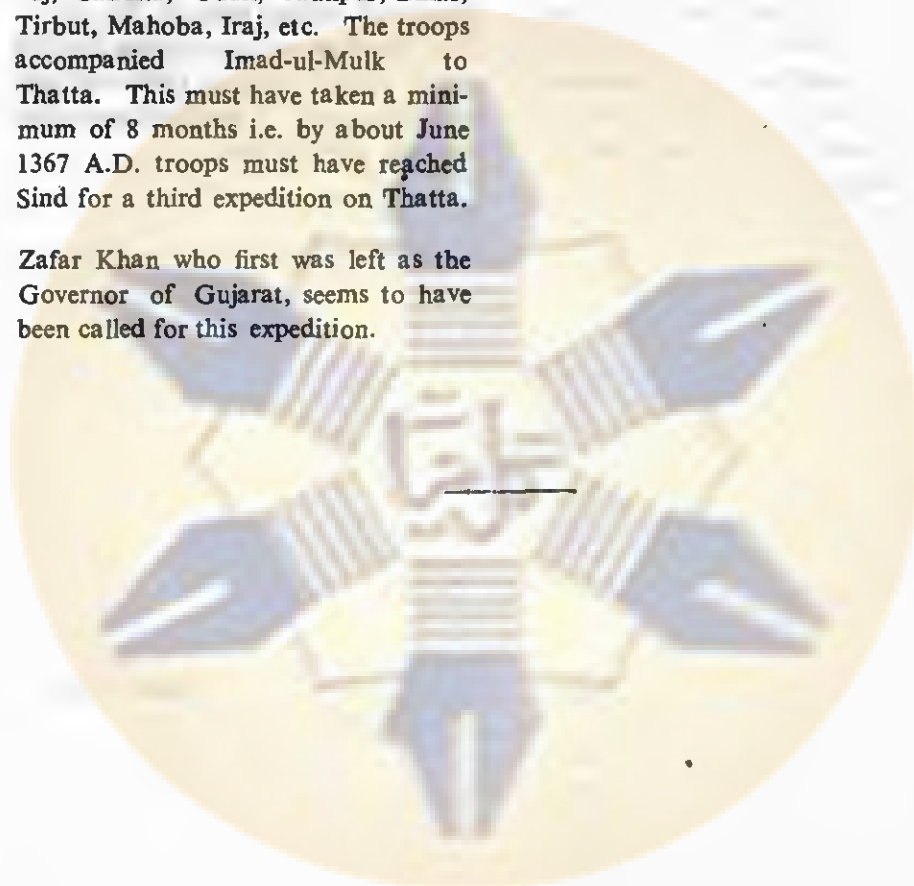 Tirbut, Mahoba, Iraj, etc. The troops
accompanied Imad-ul-Mulk to
Thatta. This must have taken a mini-
mum of 8 months i.e. by about June
1367 A.D. troops must have reached
Sind for a third expedition on Thatta.
Zafar Khan who first was left as the
Governor of Gujarat, seems to have
been called for this expedition.